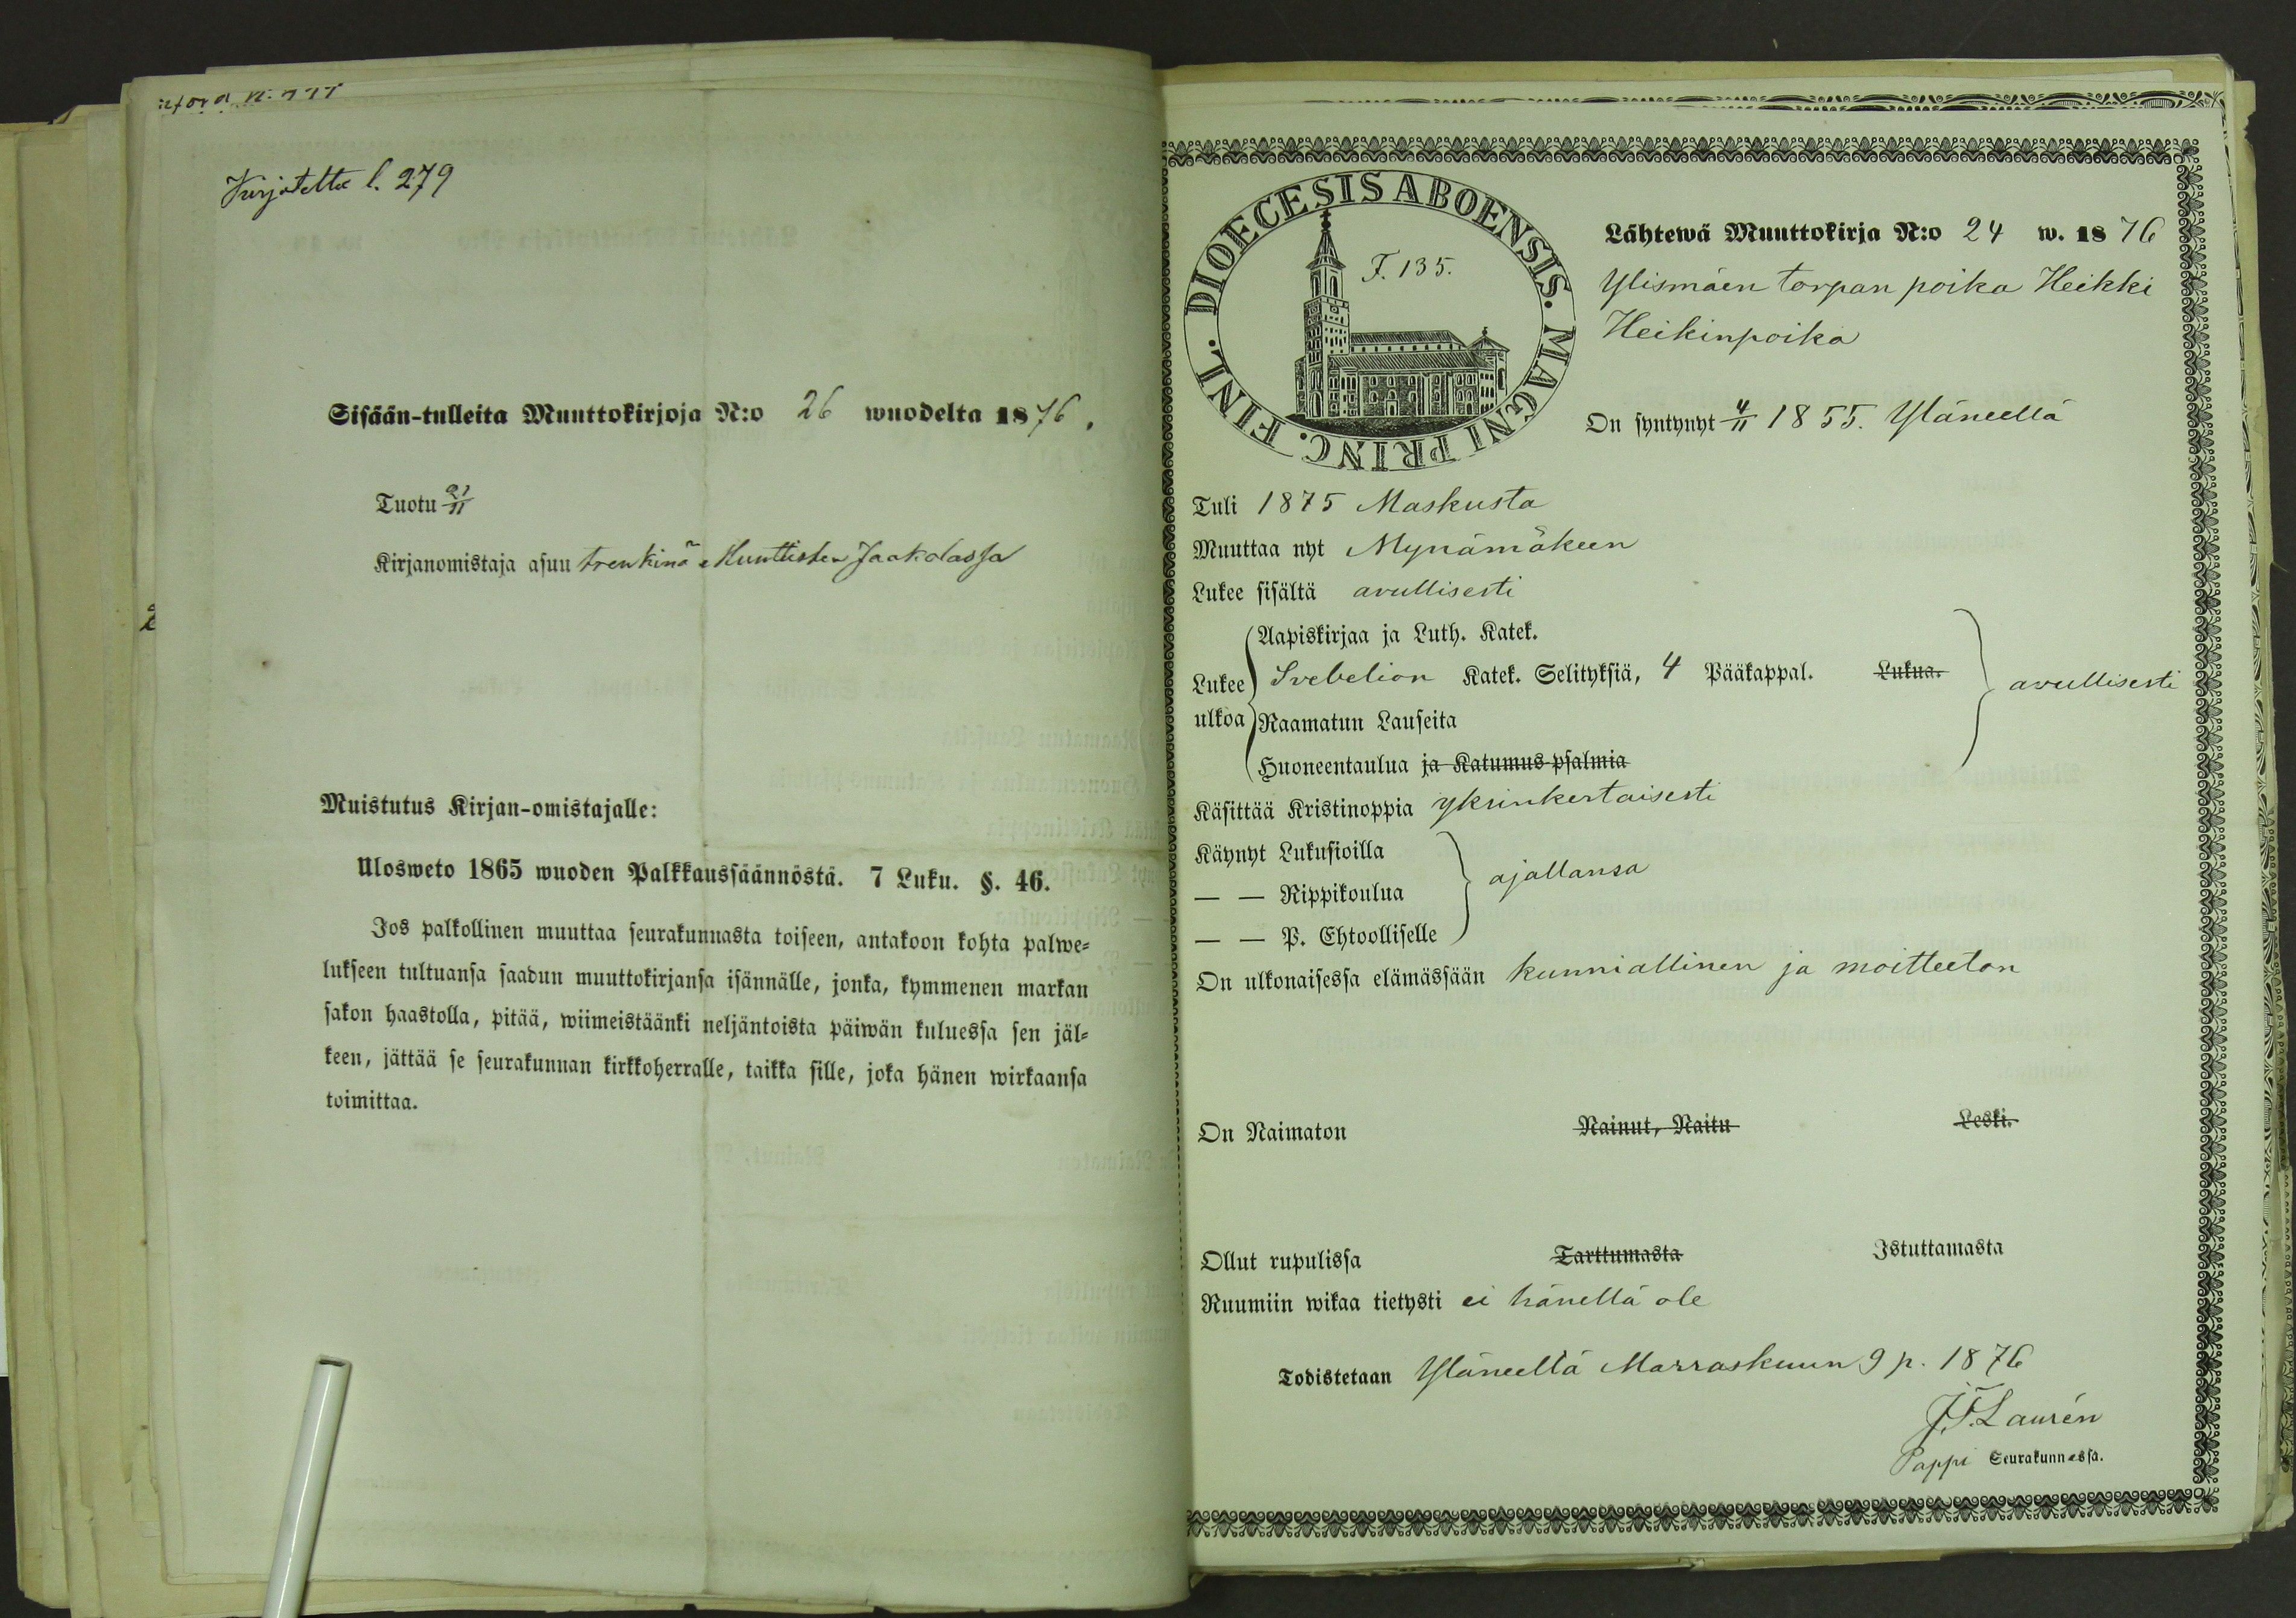 Kirjotettu l. 279
Sisään-tulleita Muuttokirjoja N:o 26 wuodelta 1876.
Tuotu 21/11
Kirjanomistaja asuu trenkinä Jaakolassa
Muistutus Kirjan-omistajalle:
Ulosweto 1865 wuoden Palkkaussäännöstä. 7 Luku. §. 46.
Jos palkollinen muuttaa seurakunnasta toiseen, antakoon kohta palwe=
lukseen tultuansa saadun muuttokirjansa isännälle, jonka, kymmenen markan
sakon haastolla, pitää, wiimeistäänki neljäntoista päiwän kuluessa sen jäl=
keen, jättää se seurakunnan kirkkoherralle, taikka sille, joka hänen wirkaansa
toimittaa.
DIOECESIS ABOENSIS. MAGNI PRINC. FINL.
F. 135.
Lähtewä Muuttokirja N:o 24 w. 1876
Ylismäen torpan poika Heikki
Heikinpoika
On syntynyt 4/11 1855. Yläneellä
Tuli 1875 Maskusta
Muuttaa nyt Mynämäkeen
Lukee sisältä avullisesti
Lukee ulkoa
Aapiskirjaa ja Luth. Katek.
Svebelion Katek. Selityksiä, 4 Pääkappal. Lukua.
Raamatun Lauseita
Huoneentaulua ja Katumus-psalmia
avullisesti
Käsittää Kristinoppia yksinkertaisesti
Käynyt Lukusioilla
— — Rippikoulua
— — P. Ehtoolliselle
ajallansa
On ulkonaisessa elämässään kunniallinen ja moitteeton
On Naimaton Nainut, Naitu Leski.
Ollut rupulissa Tarttumasta Istuttamasta
Ruumiin wikaa tietysti ei hänellä ole
Todistetaan Yläneellä Marraskuun 9 p. 1876
J. F. Laurén
Pappi Seurakunnassa.